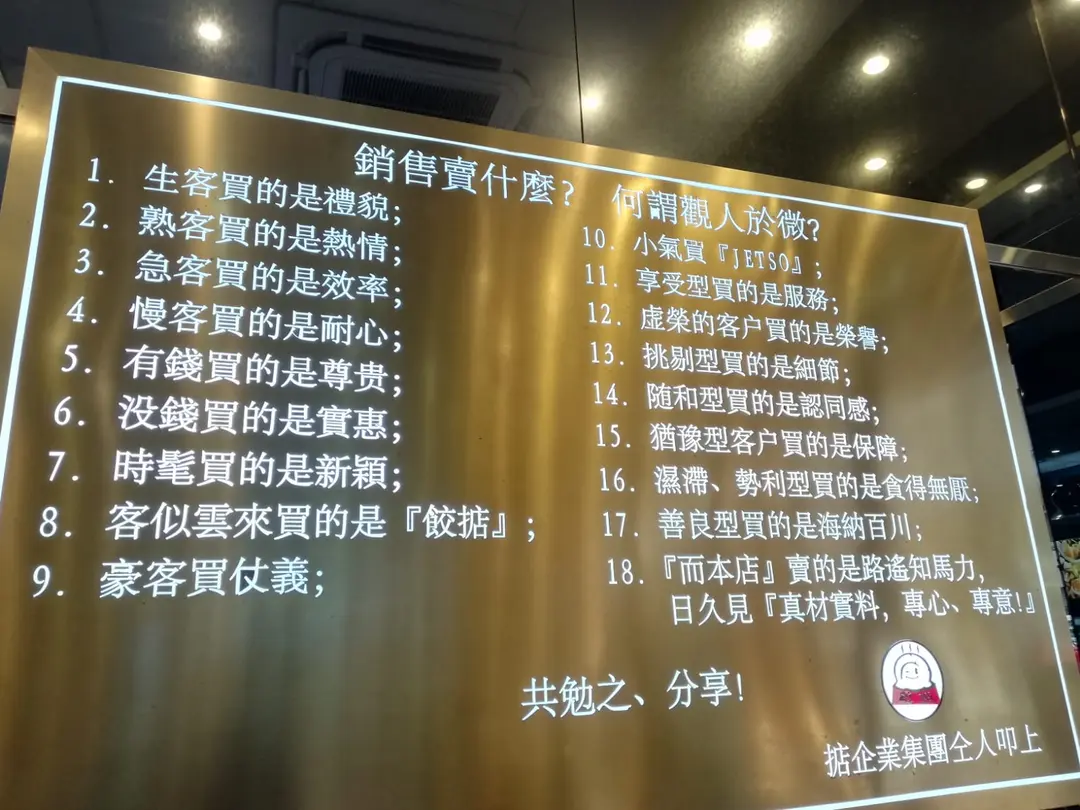 銷售賣什麼? 何謂觀人於微?
1. 生客買的是禮貌;
2. 熟客買的是熱情;
3. 急客買的是效率;
4. 慢客買的是耐心;
5. 有錢買的是尊贵;
6. 没錢買的是實惠;
7. 時髦買的是新穎;
8. 客似雲來買的是『餃掂』;
9. 豪客買仗義;
10. 小氣買『JETSO』;
11. 享受型買的是服務;
12. 虛榮的客户買的是榮譽;
13. 挑剔型買的是細節;
14. 随和型買的是認同感;
15. 猶豫型客户買的是保障;
16. 濕滯、勢利型買的是貪得無厭;
17. 善良型買的是海納百川;
18. 『而本店』賣的是路遙知馬力,
日久見『真材實料, 專心、專意!』
共勉之、分享!
掂企業集團仝人叩上